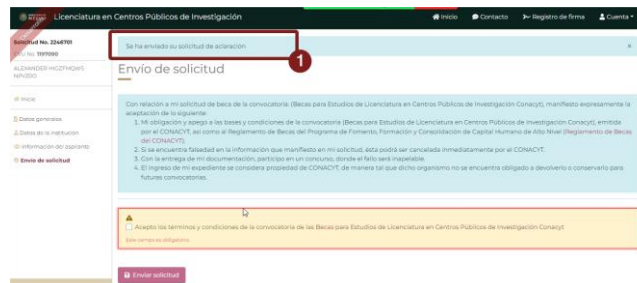 Licenciatura en Centros Públicos de Investigación
Inicio
Contacto
Registro de firma
Cuenta
Solicitud No. 2246701
CVU No. 1197090
Inicio
Datos generales
Datos de la institución
Información del aspirante
Envío de solicitud
Se ha enviado su solicitud de aclaración
×
1
Envío de solicitud
Con relación a mi solicitud de beca de la convocatoria: (Becas para Estudios de Licenciatura en Centros Públicos de Investigación Conacyt), manifiesto expresamente la
aceptación de lo siguiente:
1. Mi obligación y apego a las bases y condiciones de la convocatoria (Becas para Estudios de Licenciatura en Centros Públicos de Investigación Conacyt), emitida
por el CONACYT, así como al Reglamento de Becas del Programa de Fomento, Formación y Consolidación de Capital Humano de Alto Nivel (Reglamento de Becas
del CONACYT).
2. Si se encuentra falsedad en la información que manifiesto en mi solicitud, ésta podrá ser cancelada inmediatamente por el CONACYT.
3. Con la entrega de mi documentación, participo en un concurso, donde el fallo será inapelable.
4. El ingreso de mi expediente se considera propiedad de CONACYT, de manera tal que dicho organismo no se encuentra obligado a devolverlo o conservarlo para
futuras convocatorias.
Acepto los términos y condiciones de la convocatoria de las Becas para Estudios de Licenciatura en Centros Públicos de Investigación Conacyt
Este campo es obligatorio
Enviar solicitud